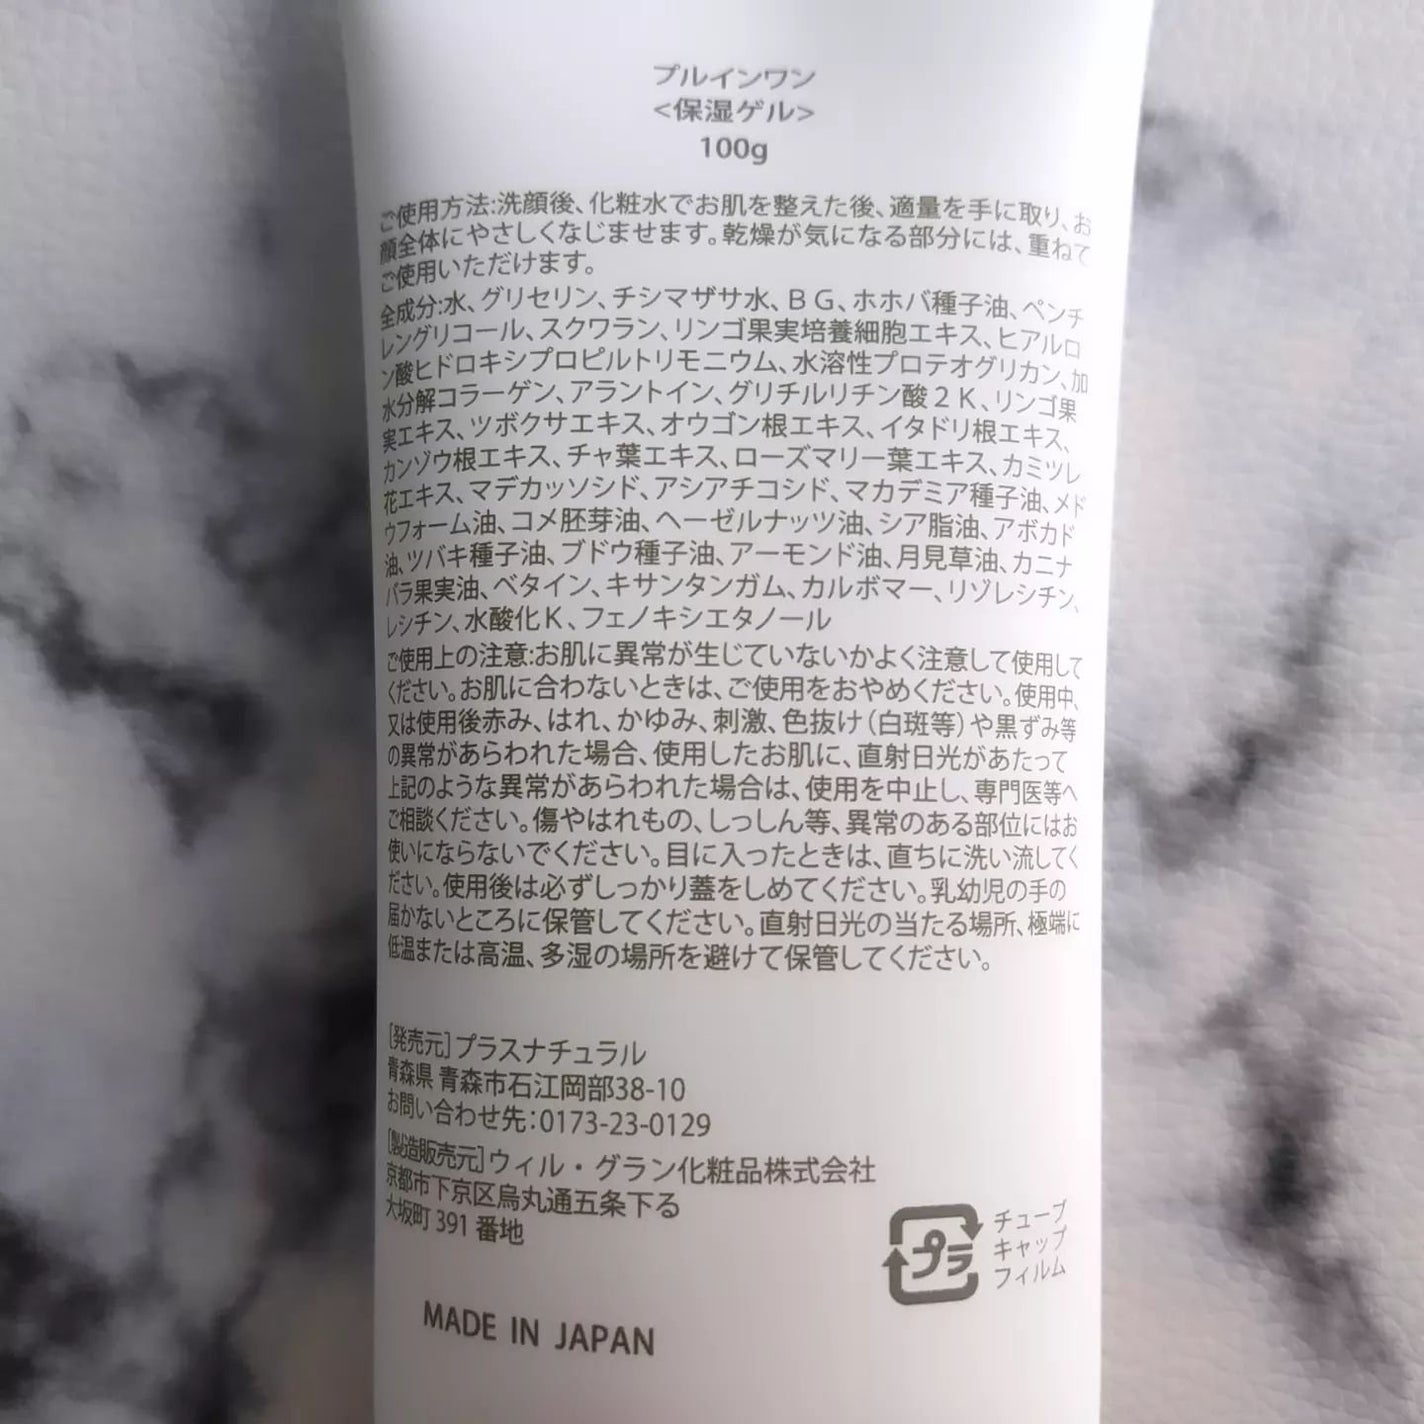 プルインワン
<保湿ゲル>
100g
ご使用方法:洗顔後、化粧水でお肌を整えた後、適量を手に取り、お
顔全体にやさしくなじませます。乾燥が気になる部分には、重ねて
ご使用いただけます。
全成分:水、グリセリン、チシマザサ水、ＢＧ、ホホバ種子油、ペンチ
レングリコール、スクワラン、リンゴ果実培養細胞エキス、ヒアルロ
ン酸ヒドロキシプロピルトリモニウム、水溶性プロテオグリカン、加
水分解コラーゲン、アラントイン、グリチルリチン酸２Ｋ、リンゴ果
実エキス、ツボクサエキス、オウゴン根エキス、イタドリ根エキス、
カンゾウ根エキス、チャ葉エキス、ローズマリー葉エキス、カミツレ
花エキス、マデカッソシド、アシアチコシド、マカデミア種子油、メド
ウフォーム油、コメ胚芽油、ヘーゼルナッツ油、シア脂油、アボカド
油、ツバキ種子油、ブドウ種子油、アーモンド油、月見草油、カニナ
バラ果実油、ベタイン、キサンタンガム、カルボマー、リゾレシチン、
レシチン、水酸化Ｋ、フェノキシエタノール
ご使用上の注意:お肌に異常が生じていないかよく注意して使用して
ください。お肌に合わないときは、ご使用をおやめください。使用中、
又は使用後赤み、はれ、かゆみ、刺激、色抜け（白斑等）や黒ずみ等
の異常があらわれた場合、使用したお肌に、直射日光があたって
上記のような異常があらわれた場合は、使用を中止し、専門医等へ
ご相談ください。傷やはれもの、しっしん等、異常のある部位にはお
使いにならないでください。目に入ったときは、直ちに洗い流してく
ださい。使用後は必ずしっかり蓋をしめてください。乳幼児の手の
届かないところに保管してください。直射日光の当たる場所、極端に
低温または高温、多湿の場所を避けて保管してください。
[発売元]プラスナチュラル
青森県 青森市石江岡部38-10
お問い合わせ先：0173-23-0129
[製造販売元]ウィル・グラン化粧品株式会社
京都市下京区烏丸通五条下る
大坂町 391 番地
プラ
チューブ
キャップ
フィルム
MADE IN JAPAN